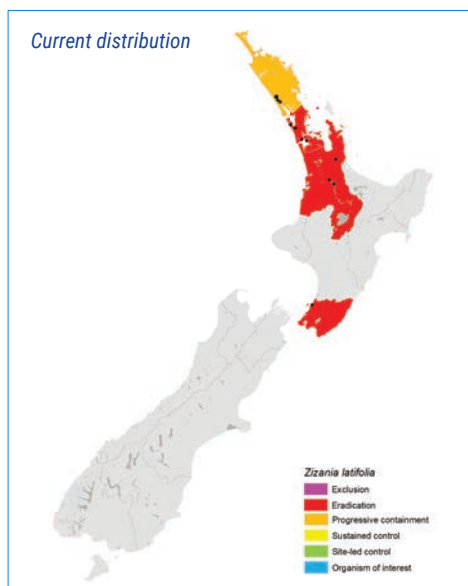 Current distribution
Zizania latifolia
Exclusion
Eradication
Progressive containment
Sustained control
Site-led control
Organism of interest